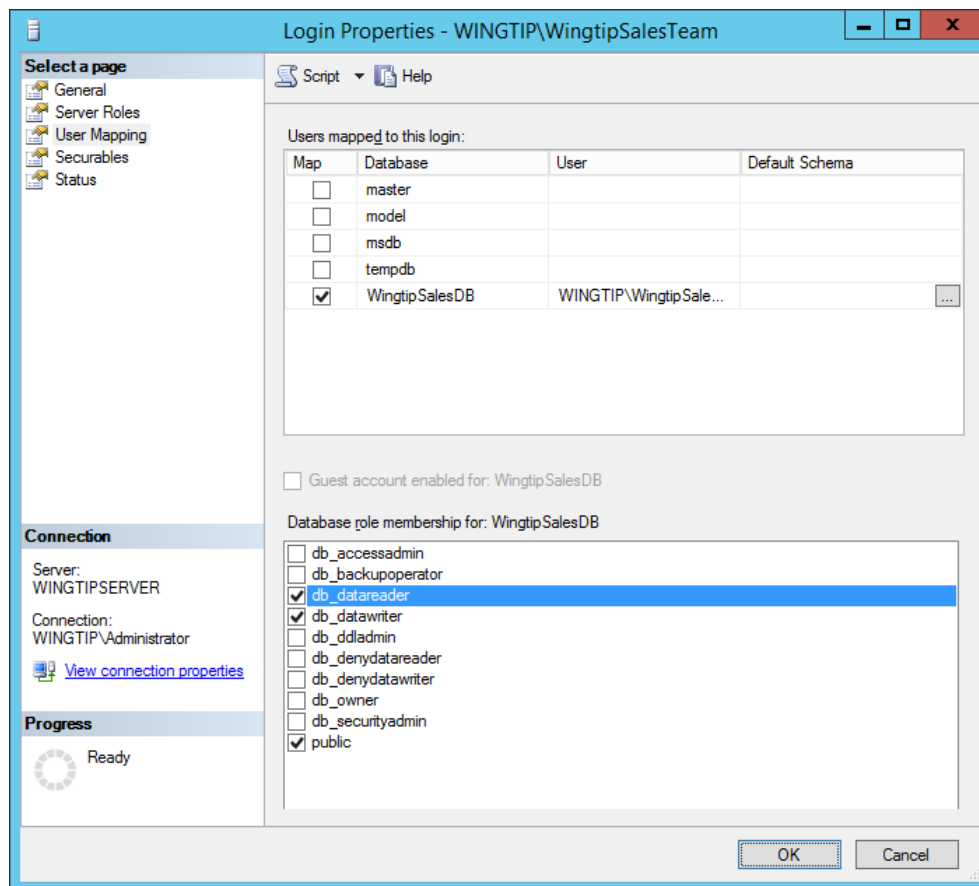 Login Properties - WINGTIP\WingtipSalesTeam
Select a page
General
Server Roles
User Mapping
Securables
Status
Script Help
Users mapped to this login:
Map Database User Default Schema
master
model
msdb
tempdb
WingtipSalesDB WINGTIP\WingtipSale... ...
Guest account enabled for: WingtipSalesDB
Database role membership for: WingtipSalesDB
db_accessadmin
db_backupoperator
db_datareader
db_datawriter
db_ddladmin
db_denydatareader
db_denydatawriter
db_owner
db_securityadmin
public
Connection
Server:
WINGTIPSERVER
Connection:
WINGTIP\Administrator
View connection properties
Progress
Ready
OK Cancel